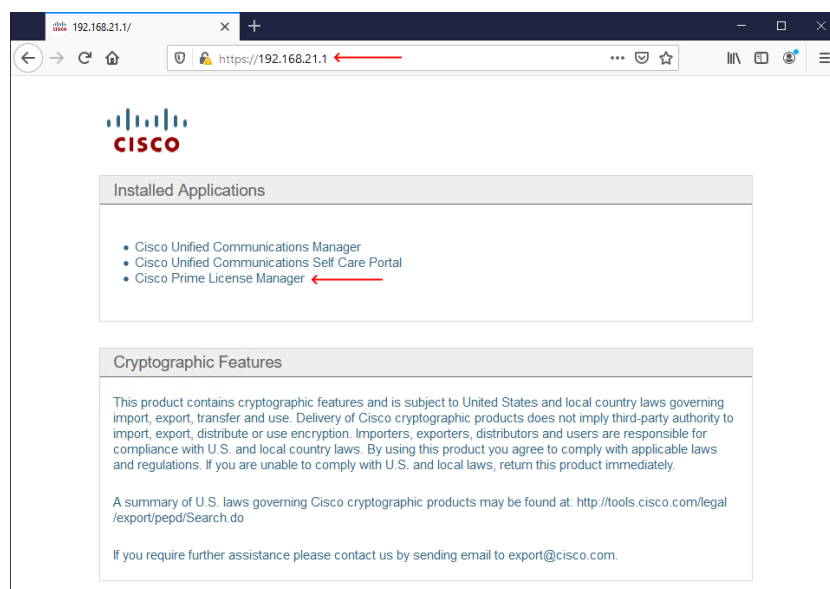 192.168.21.1/
https://192.168.21.1
CISCO
Installed Applications
Cisco Unified Communications Manager
Cisco Unified Communications Self Care Portal
Cisco Prime License Manager
Cryptographic Features
This product contains cryptographic features and is subject to United States and local country laws governing
import, export, transfer and use. Delivery of Cisco cryptographic products does not imply third-party authority to
import, export, distribute or use encryption. Importers, exporters, distributors and users are responsible for
compliance with U.S. and local country laws. By using this product you agree to comply with applicable laws
and regulations. If you are unable to comply with U.S. and local laws, return this product immediately.
A summary of U.S. laws governing Cisco cryptographic products may be found at: http://tools.cisco.com/legal
/export/pepd/Search.do
If you require further assistance please contact us by sending email to export@cisco.com.